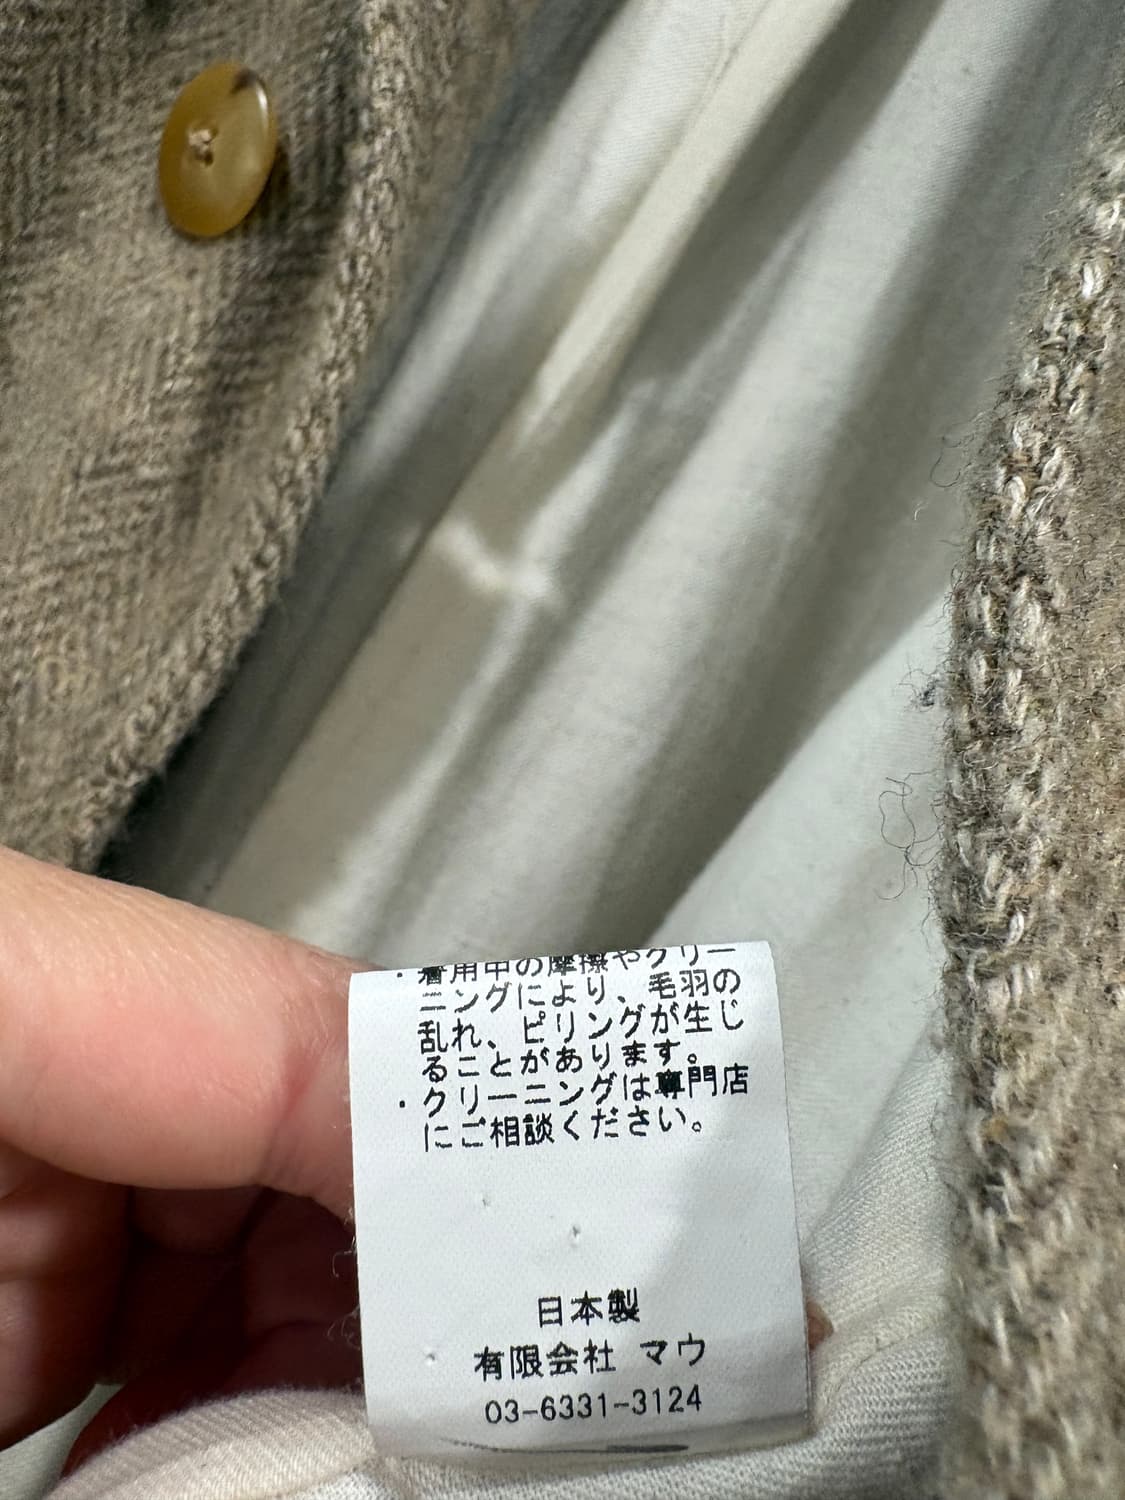 ・着用中の摩擦やクリー
ニングにより、毛羽の
乱れ、ピリングが生じ
ることがあります。
・クリーニングは専門店
にご相談ください。
日本製
有限会社 マウ
03-6331-3124